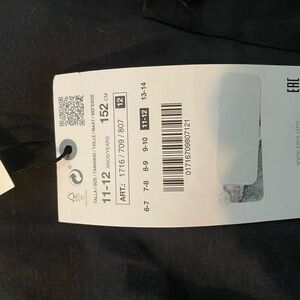 TALLA / SIZE / TAMANHO / TAILLE / MAAT / ΜΕΓΕΘΟΣ
11-12 AÑOS/YEARS 152 CM
ART.: 1716 / 709 / 807 12
6-7 7-8 8-9 9-10 11-12 13-14
01716709807121
EAC